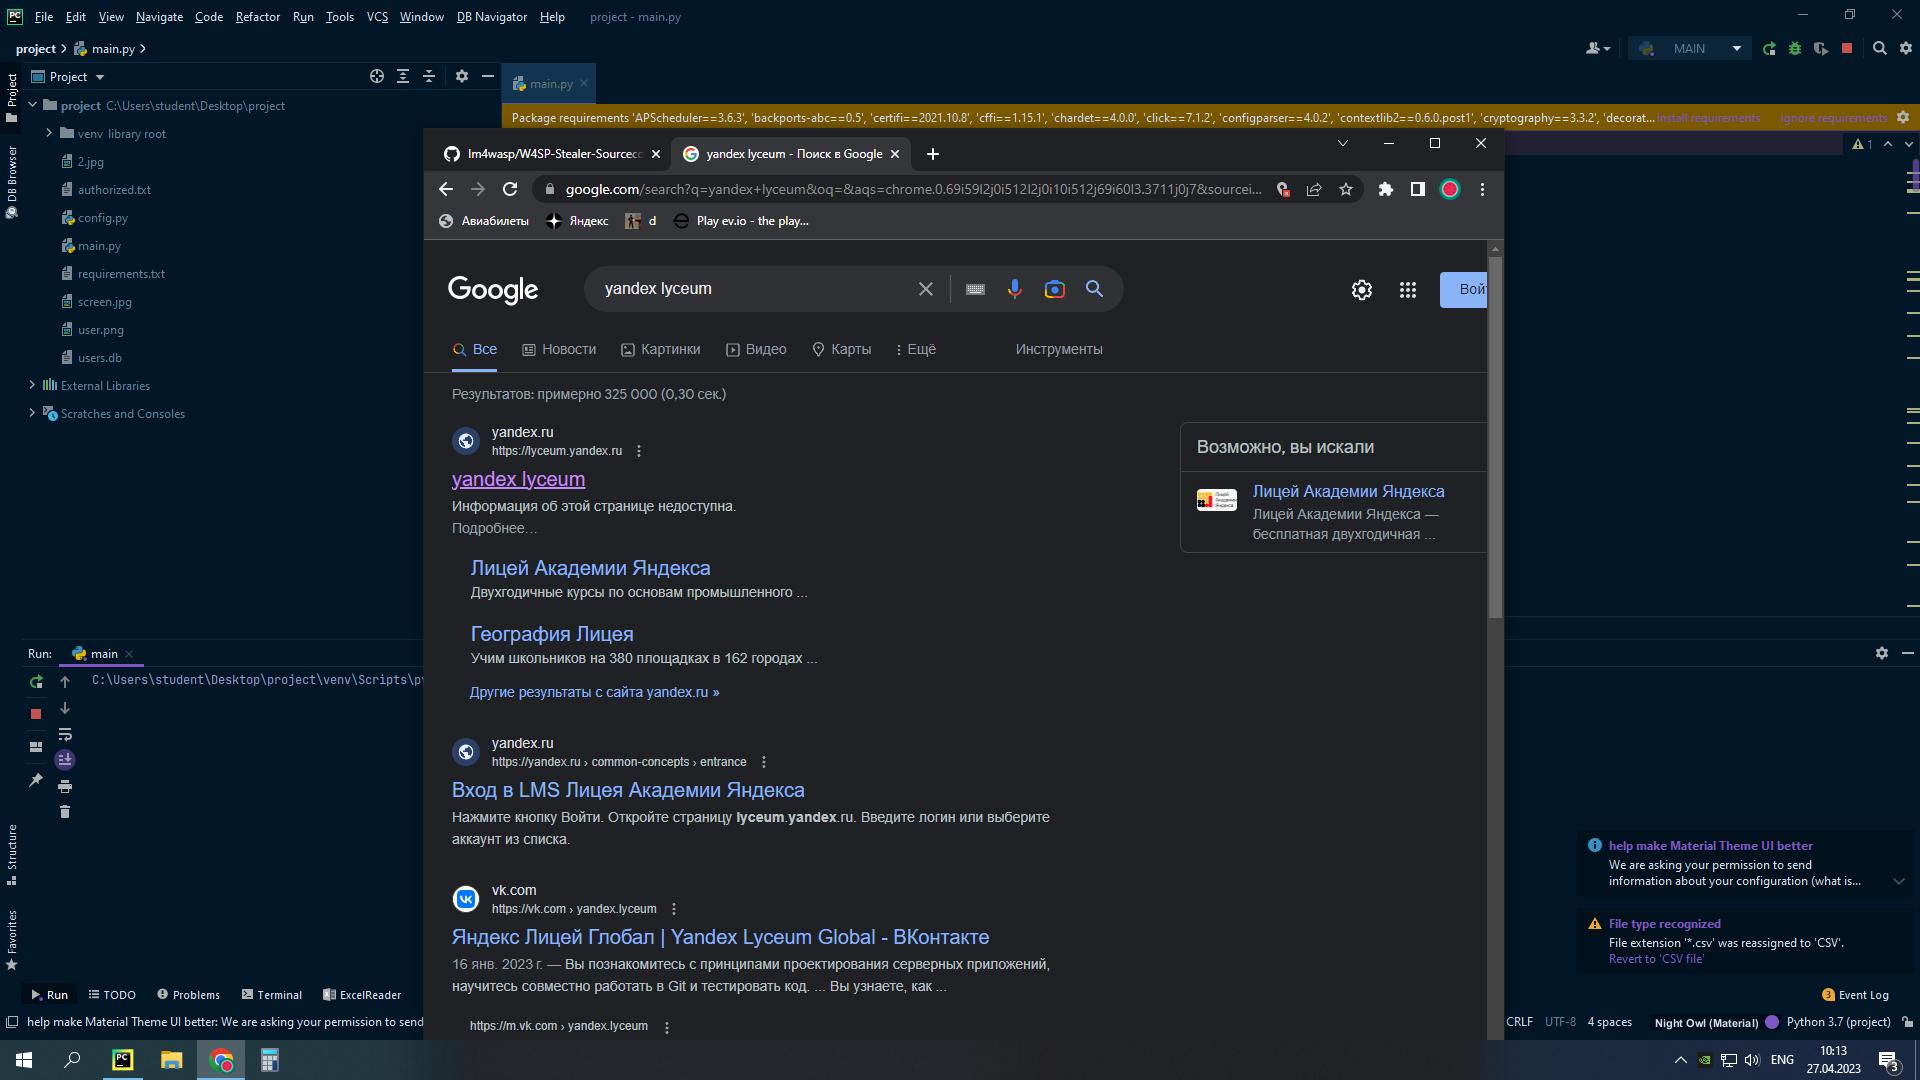 File Edit View Navigate Code Refactor Run Tools VCS Window DB Navigator Help project - main.py
project main.py MAIN
Project
main.py
project C:\Users\student\Desktop\project
venv library root
2.jpg
authorized.txt
config.py
main.py
requirements.txt
screen.jpg
user.png
users.db
External Libraries
Scratches and Consoles
Project
DB Browser
Structure
Favorites
Package requirements 'APScheduler==3.6.3', 'backports-abc==0.5', 'certifi==2021.10.8', 'cffi==1.15.1', 'chardet==4.0.0', 'click==7.1.2', 'configparser==4.0.2', 'contextlib2==0.6.0.post1', 'cryptography==3.3.2', 'decorat... Install requirements Ignore requirements
1
Im4wasp/W4SP-Stealer-Sourcec
yandex lyceum - Поиск в Google
google.com/search?q=yandex+lyceum&oq=&aqs=chrome.0.69i59l2j0i512l2j0i10i512j69i60l3.3711j0j7&sourcei...
Авиабилеты Яндекс d Play ev.io - the play...
Google
yandex lyceum
Войт
Все Новости Картинки Видео Карты Ещё Инструменты
Результатов: примерно 325 000 (0,30 сек.)
yandex.ru
https://lyceum.yandex.ru
yandex lyceum
Информация об этой странице недоступна.
Подробнее…
Лицей Академии Яндекса
Двухгодичные курсы по основам промышленного ...
География Лицея
Учим школьников на 380 площадках в 162 городах ...
Другие результаты с сайта yandex.ru »
Возможно, вы искали
Лицей Академии Яндекса
Лицей Академии Яндекса —
бесплатная двухгодичная ...
yandex.ru
https://yandex.ru › common-concepts › entrance
Вход в LMS Лицея Академии Яндекса
Нажмите кнопку Войти. Откройте страницу lyceum.yandex.ru. Введите логин или выберите
аккаунт из списка.
vk.com
https://vk.com › yandex.lyceum
Яндекс Лицей Глобал | Yandex Lyceum Global - ВКонтакте
16 янв. 2023 г. — Вы познакомитесь с принципами проектирования серверных приложений,
научитесь совместно работать в Git и тестировать код. ... Вы узнаете, как ...
https://m.vk.com › yandex.lyceum
Run: main
C:\Users\student\Desktop\project\venv\Scripts\py
help make Material Theme UI better
We are asking your permission to send
information about your configuration (what is...
File type recognized
File extension '*.csv' was reassigned to 'CSV'.
Revert to 'CSV file'
Run TODO Problems Terminal ExcelReader
3 Event Log
help make Material Theme UI better: We are asking your permission to send
CRLF UTF-8 4 spaces Night Owl (Material) Python 3.7 (project)
ENG
10:13
27.04.2023
3